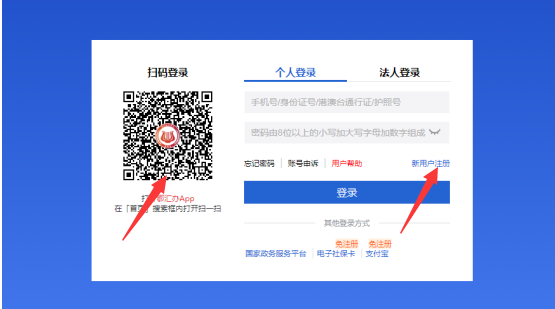 扫码登录
个人登录
法人登录
手机号/身份证号/港澳台通行证/护照号
密码由8位以上的小写加大写字母加数字组成
忘记密码
账号申诉
用户帮助
新用户注册
登录
其他登录方式
国家政务服务平台
免注册
电子社保卡
免注册
支付宝
打
鄂汇办App
在「首页」搜索框内打开扫一扫